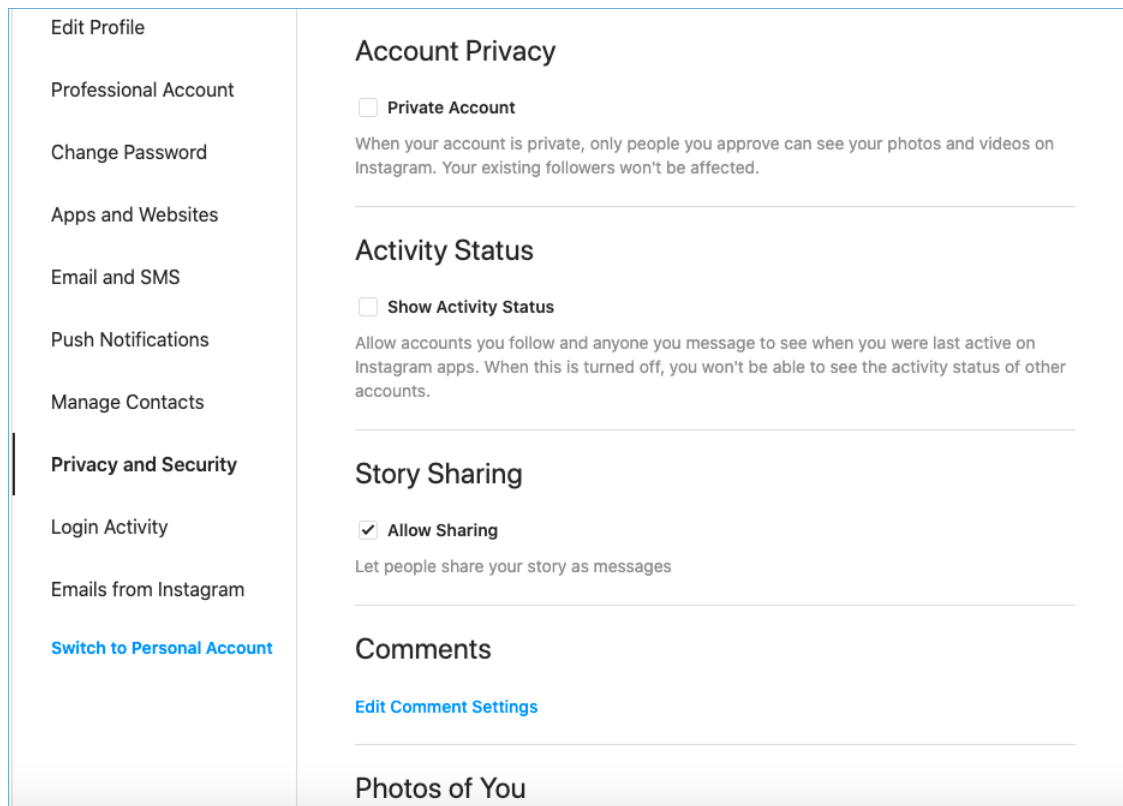 Edit Profile
Professional Account
Change Password
Apps and Websites
Email and SMS
Push Notifications
Manage Contacts
Privacy and Security
Login Activity
Emails from Instagram
Switch to Personal Account
Account Privacy
Private Account
When your account is private, only people you approve can see your photos and videos on
Instagram. Your existing followers won't be affected.
Activity Status
Show Activity Status
Allow accounts you follow and anyone you message to see when you were last active on
Instagram apps. When this is turned off, you won't be able to see the activity status of other
accounts.
Story Sharing
Allow Sharing
Let people share your story as messages
Comments
Edit Comment Settings
Photos of You